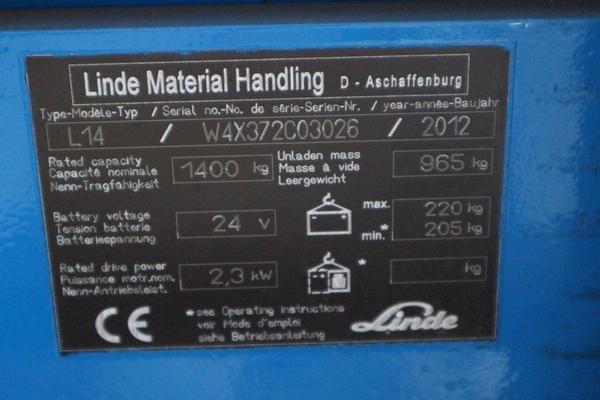 Linde Material Handling D - Aschaffenburg
Type-Modèle-Typ / Serial no.-No. de série-Serien-Nr. / year-année-Baujahr
L14 / W4X372C03026 / 2012
Rated capacity
Capacité nominale
Nenn-Tragfähigkeit
1400 kg
Unladen mass
Masse à vide
Leergewicht
965 kg
Battery voltage
Tension batterie
Batteriespannung
24 V
max. 220 kg
min.* 205 kg
Rated drive power
Puissance motr.nom.
Nenn-Antriebsleist.
2,3 kW
* kg
CE
*see Operating instructions
voir Mode d'emploi
siehe Betriebsanleitung
Linde